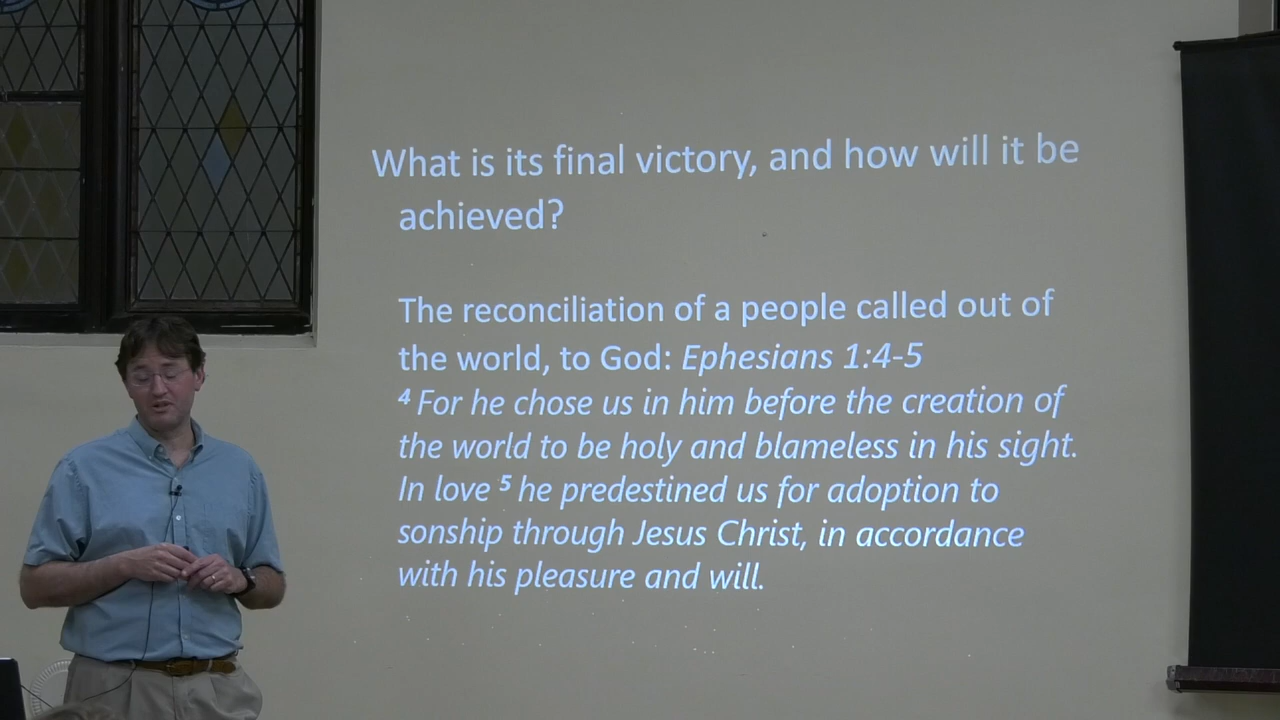 What is its final victory, and how will it be
achieved?
The reconciliation of a people called out of
the world, to God: Ephesians 1:4-5
⁴ For he chose us in him before the creation of
the world to be holy and blameless in his sight.
In love ⁵ he predestined us for adoption to
sonship through Jesus Christ, in accordance
with his pleasure and will.